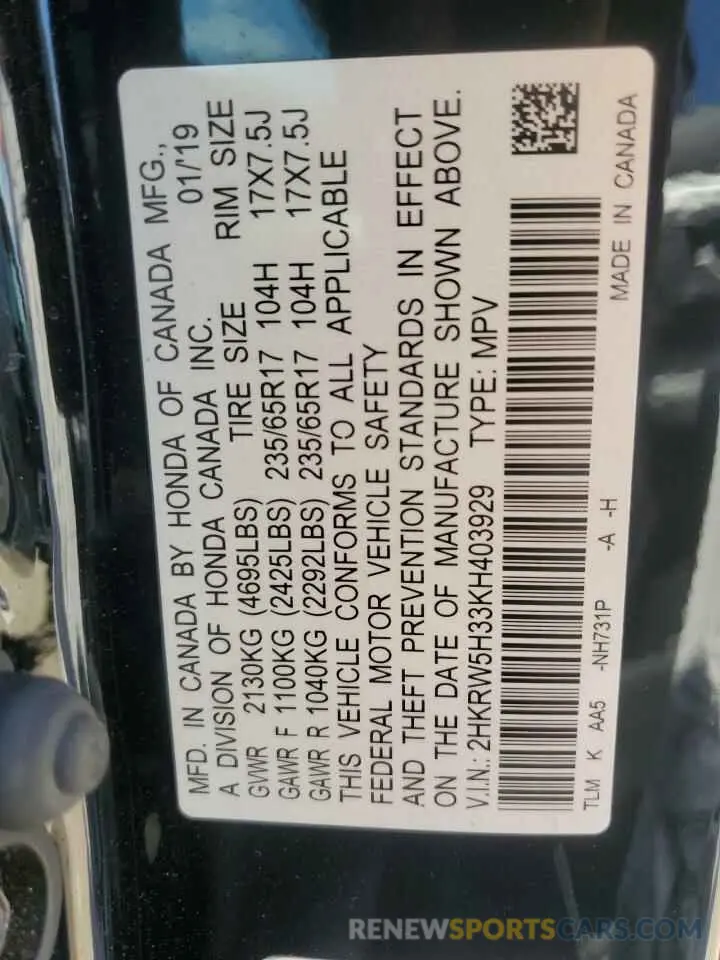 MFD. IN CANADA BY HONDA OF CANADA MFG.,
A DIVISION OF HONDA CANADA INC. 01/'19
GVWR 2130KG (4695LBS) TIRE SIZE RIM SIZE
GAWR F 1100KG (2425LBS) 235/65R17 104H 17X7.5J
GAWR R 1040KG (2292LBS) 235/65R17 104H 17X7.5J
THIS VEHICLE CONFORMS TO ALL APPLICABLE
FEDERAL MOTOR VEHICLE SAFETY
AND THEFT PREVENTION STANDARDS IN EFFECT
ON THE DATE OF MANUFACTURE SHOWN ABOVE.
V.I.N.: 2HKRW5H33KH403929 TYPE: MPV
TLM K AA5 -NH731P -A -H
MADE IN CANADA
RENEWSPORTSCARS.COM